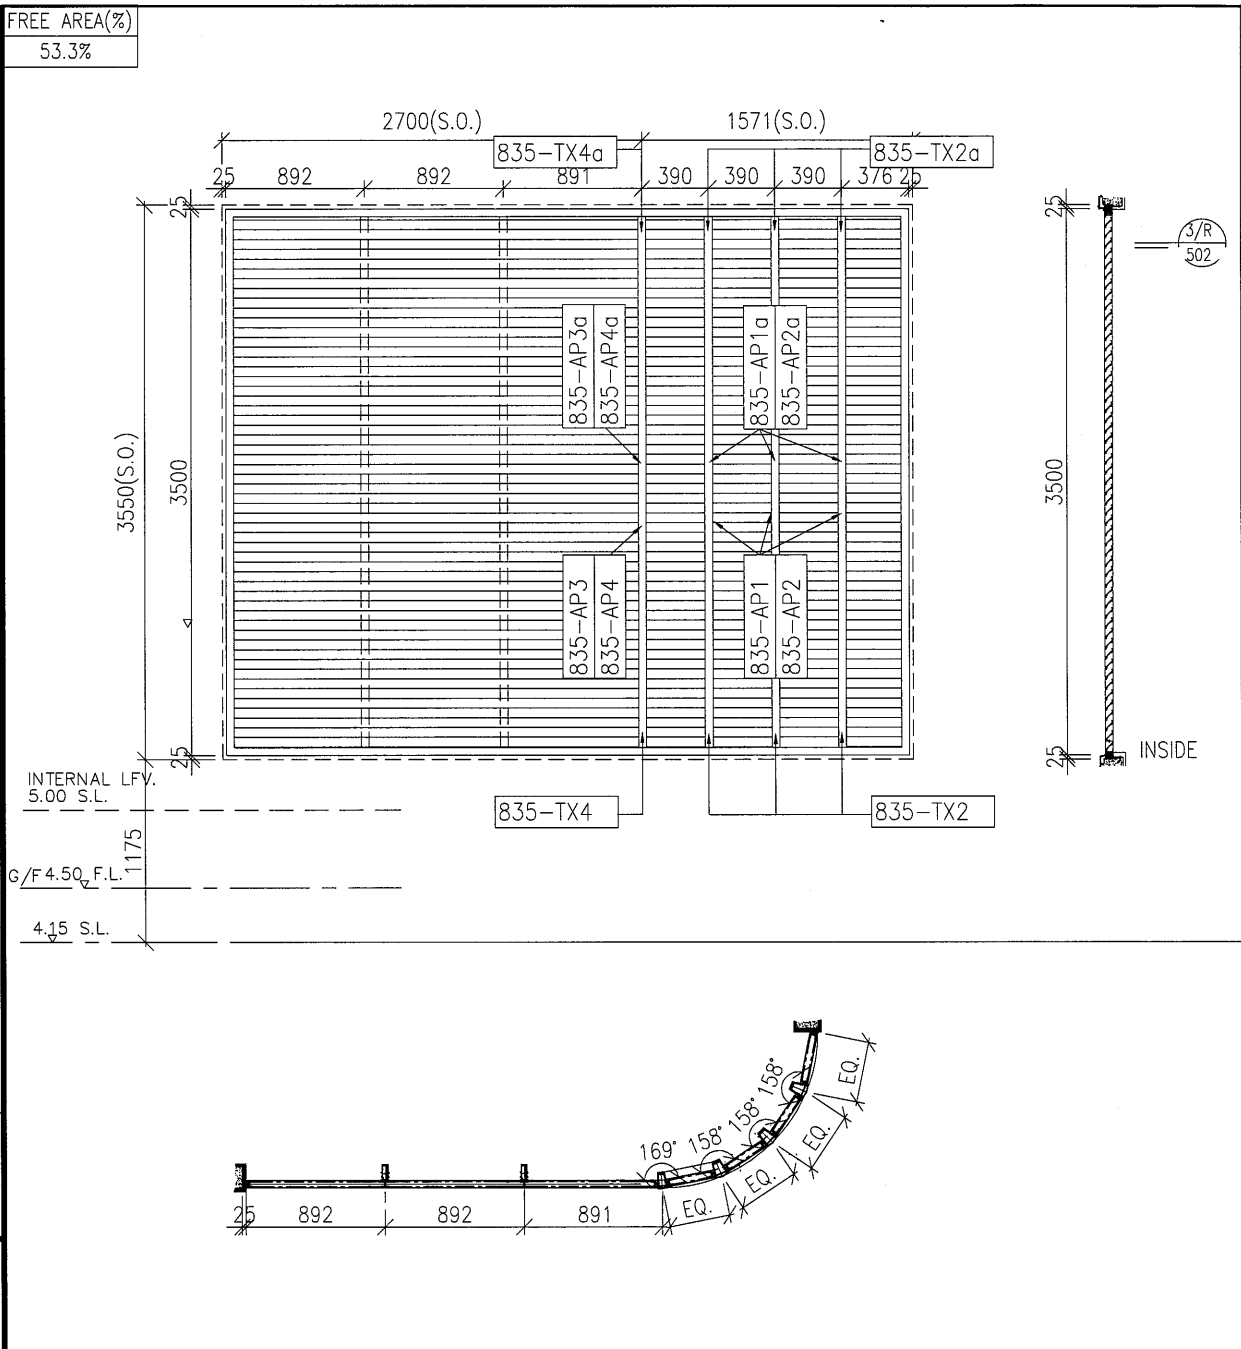 FREE AREA(%)
53.3%
2700(S.O.)
1571(S.O.)
835-TX4a
835-TX2a
25
892
892
891
390
390
390
376
25
25
25
3/R
502
835-AP3a
835-AP4a
835-AP1a
835-AP2a
3550(S.O.)
3500
3500
835-AP3
835-AP4
835-AP1
835-AP2
25
25
INSIDE
INTERNAL LEV.
5.00 S.L.
835-TX4
835-TX2
1175
G/F 4.50 F.L.
4.15 S.L.
169°
158°
158°
158°
EQ.
EQ.
EQ.
EQ.
25
892
892
891